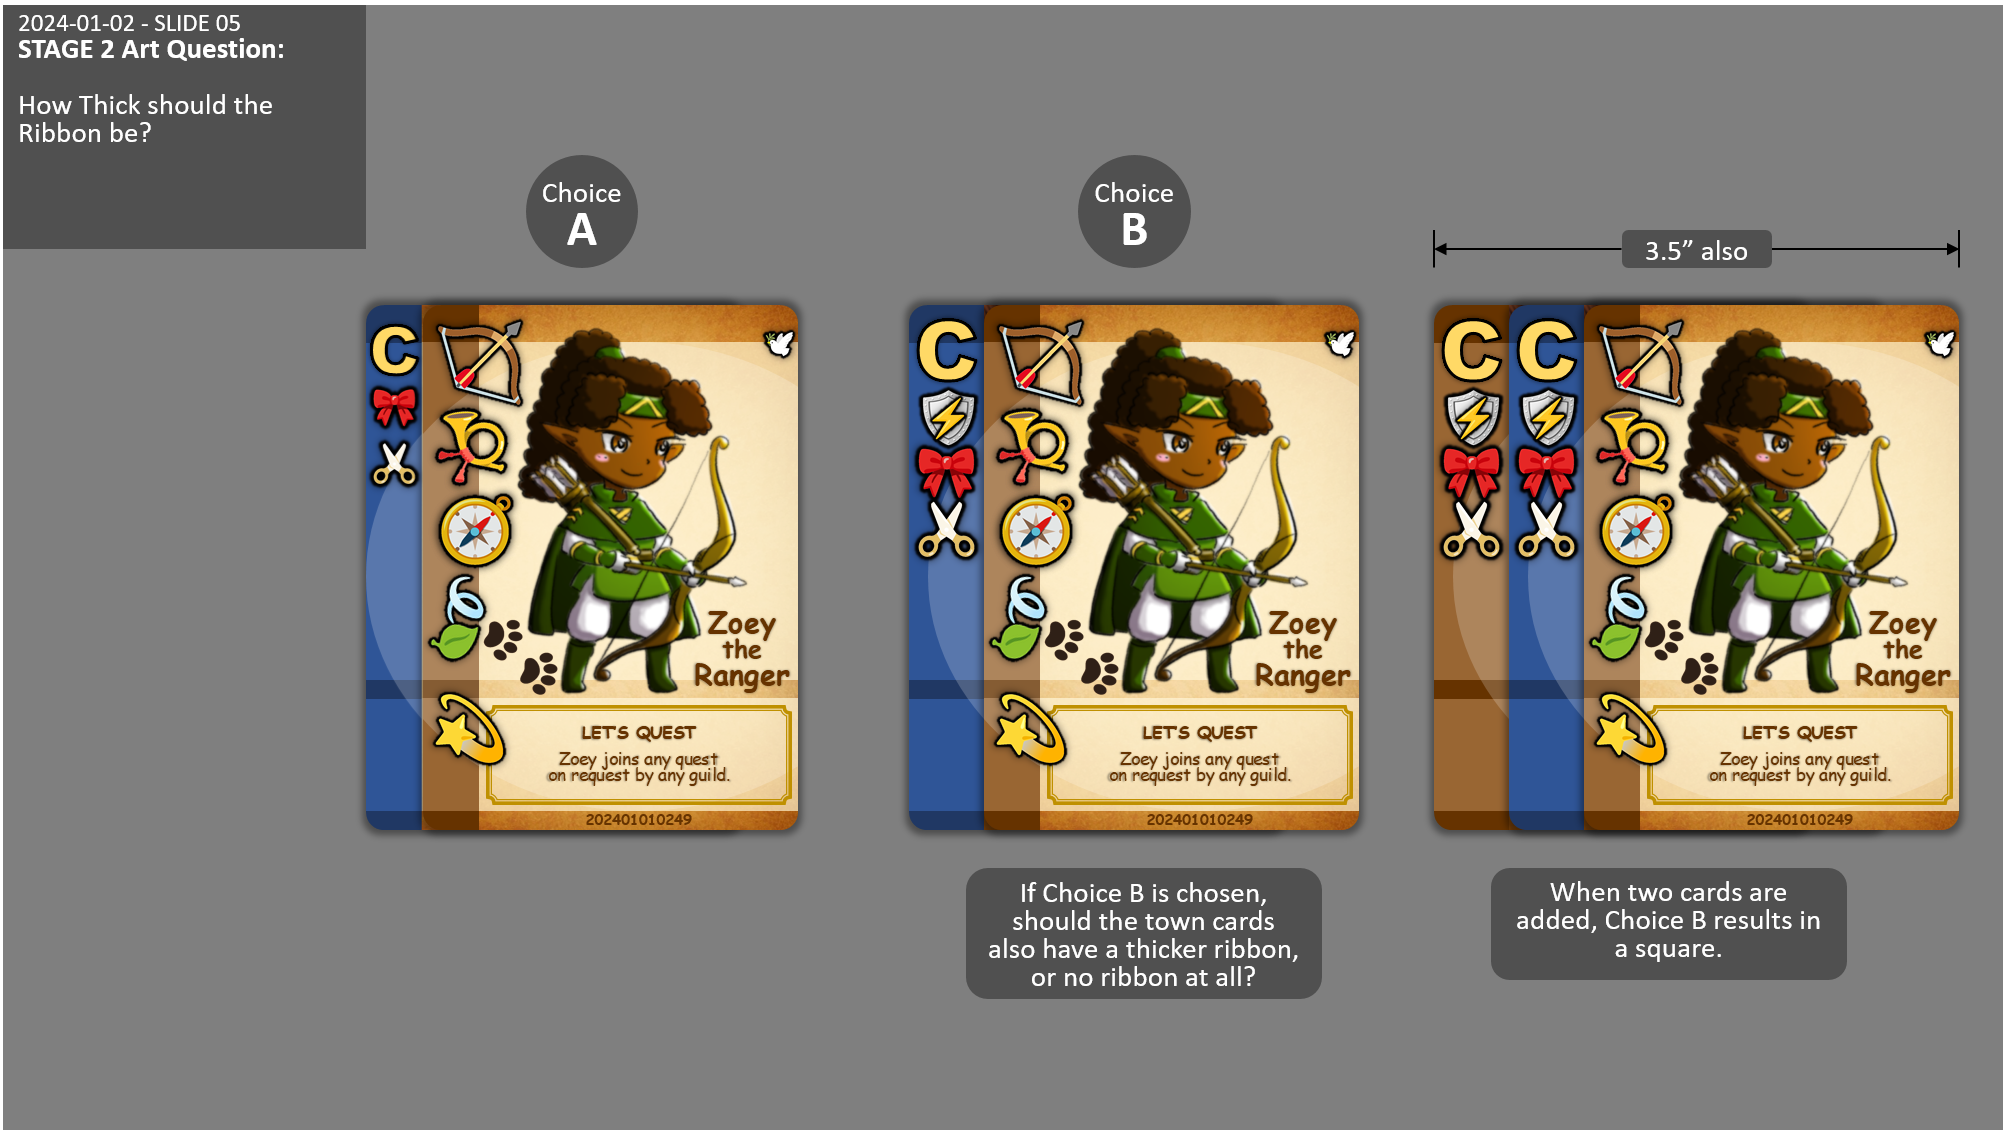 2024-01-02 - SLIDE 05
STAGE 2 Art Question:
How Thick should the
Ribbon be?
Choice
A
Choice
B
3.5” also
C
Zoey
the
Ranger
LET'S QUEST
Zoey joins any quest
on request by any guild.
202401010249
C
Zoey
the
Ranger
LET'S QUEST
Zoey joins any quest
on request by any guild.
202401010249
C
C
Zoey
the
Ranger
LET'S QUEST
Zoey joins any quest
on request by any guild.
202401010249
If Choice B is chosen,
should the town cards
also have a thicker ribbon,
or no ribbon at all?
When two cards are
added, Choice B results in
a square.